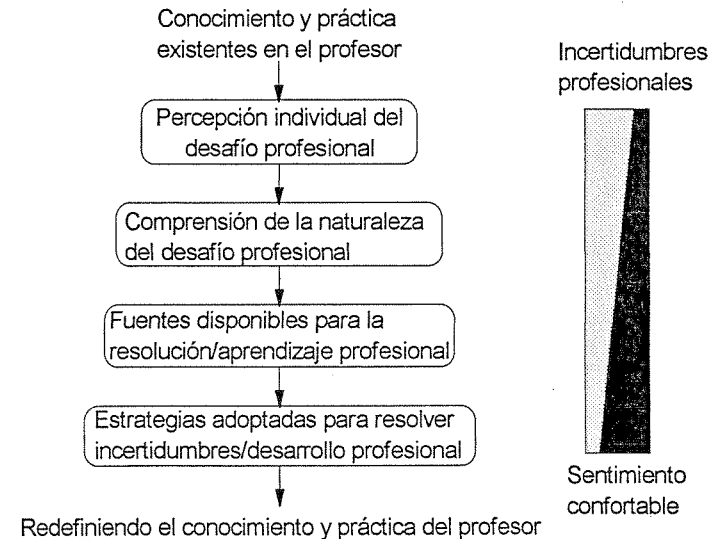 Conocimiento y práctica
existentes en el profesor
Percepción individual del
desafío profesional
Comprensión de la naturaleza
del desafío profesional
Fuentes disponibles para la
resolución/aprendizaje profesional
Estrategias adoptadas para resolver
incertidumbres/desarrollo profesional
Redefiniendo el conocimiento y práctica del profesor
Incertidumbres
profesionales
Sentimiento
confortable